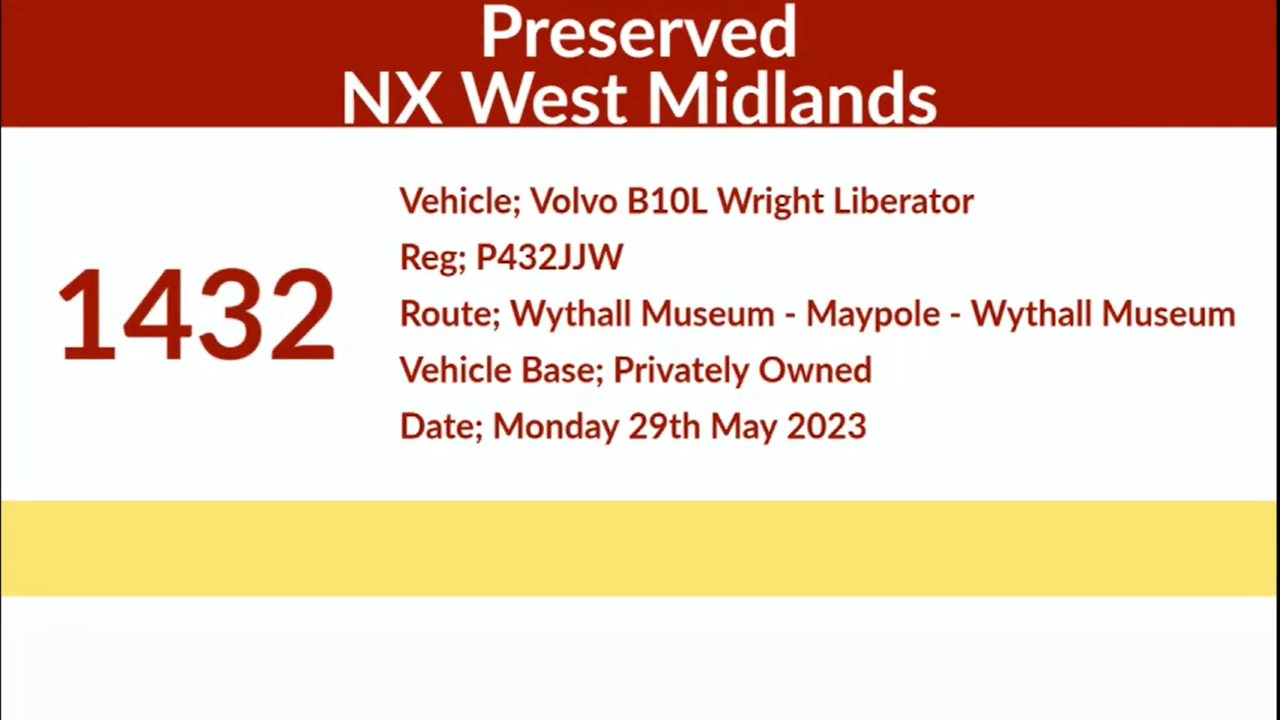 Preserved
NX West Midlands
1432
Vehicle; Volvo B10L Wright Liberator
Reg; P432JJW
Route; Wythall Museum - Maypole - Wythall Museum
Vehicle Base; Privately Owned
Date; Monday 29th May 2023